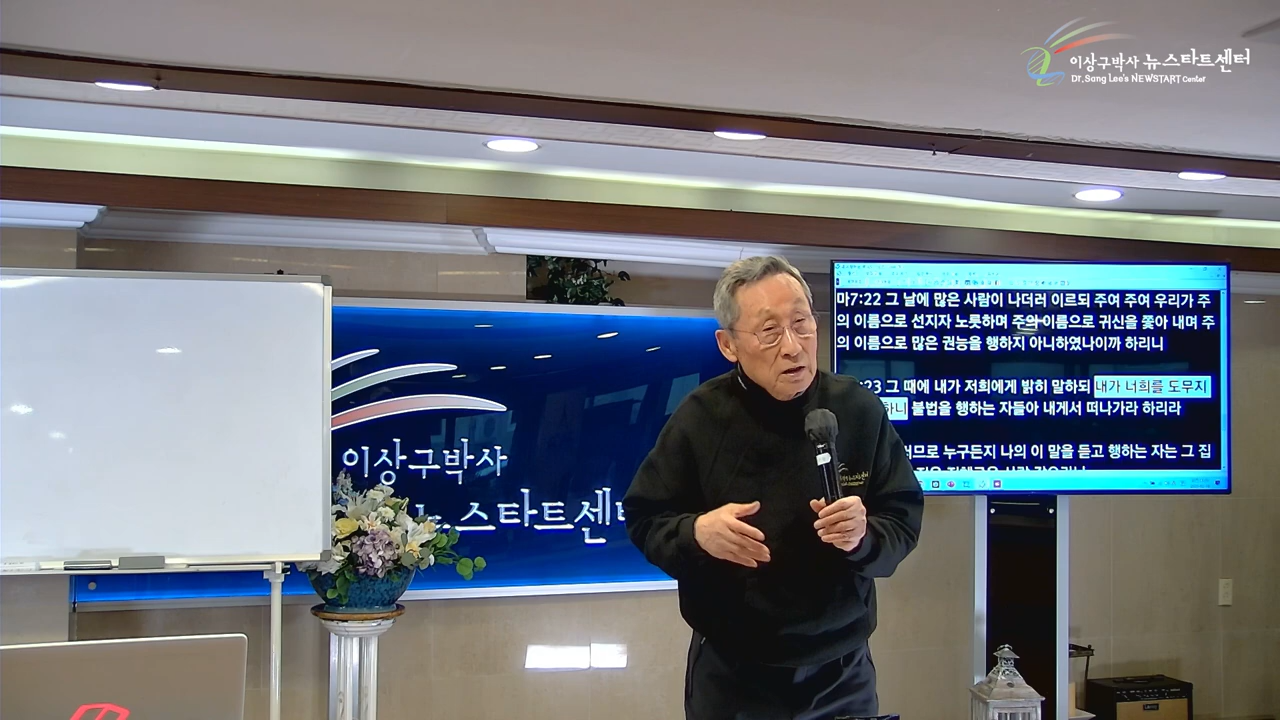 이상구박사 뉴스타트센터
Dr. Sang Lee's NEWSTART Center
마7:22 그 날에 많은 사람이 나더러 이르되 주여 주여 우리가 주
의 이름으로 선지자 노릇하며 주의 이름으로 귀신을 쫓아 내며 주
의 이름으로 많은 권능을 행하지 아니하였나이까 하리니
23 그 때에 내가 저희에게 밝히 말하되 내가 너희를 도무지
하니 불법을 행하는 자들아 내게서 떠나가라 하리라
누구든지 나의 이 말을 듣고 행하는 자는 그 집
이상구박사
뉴스타트센